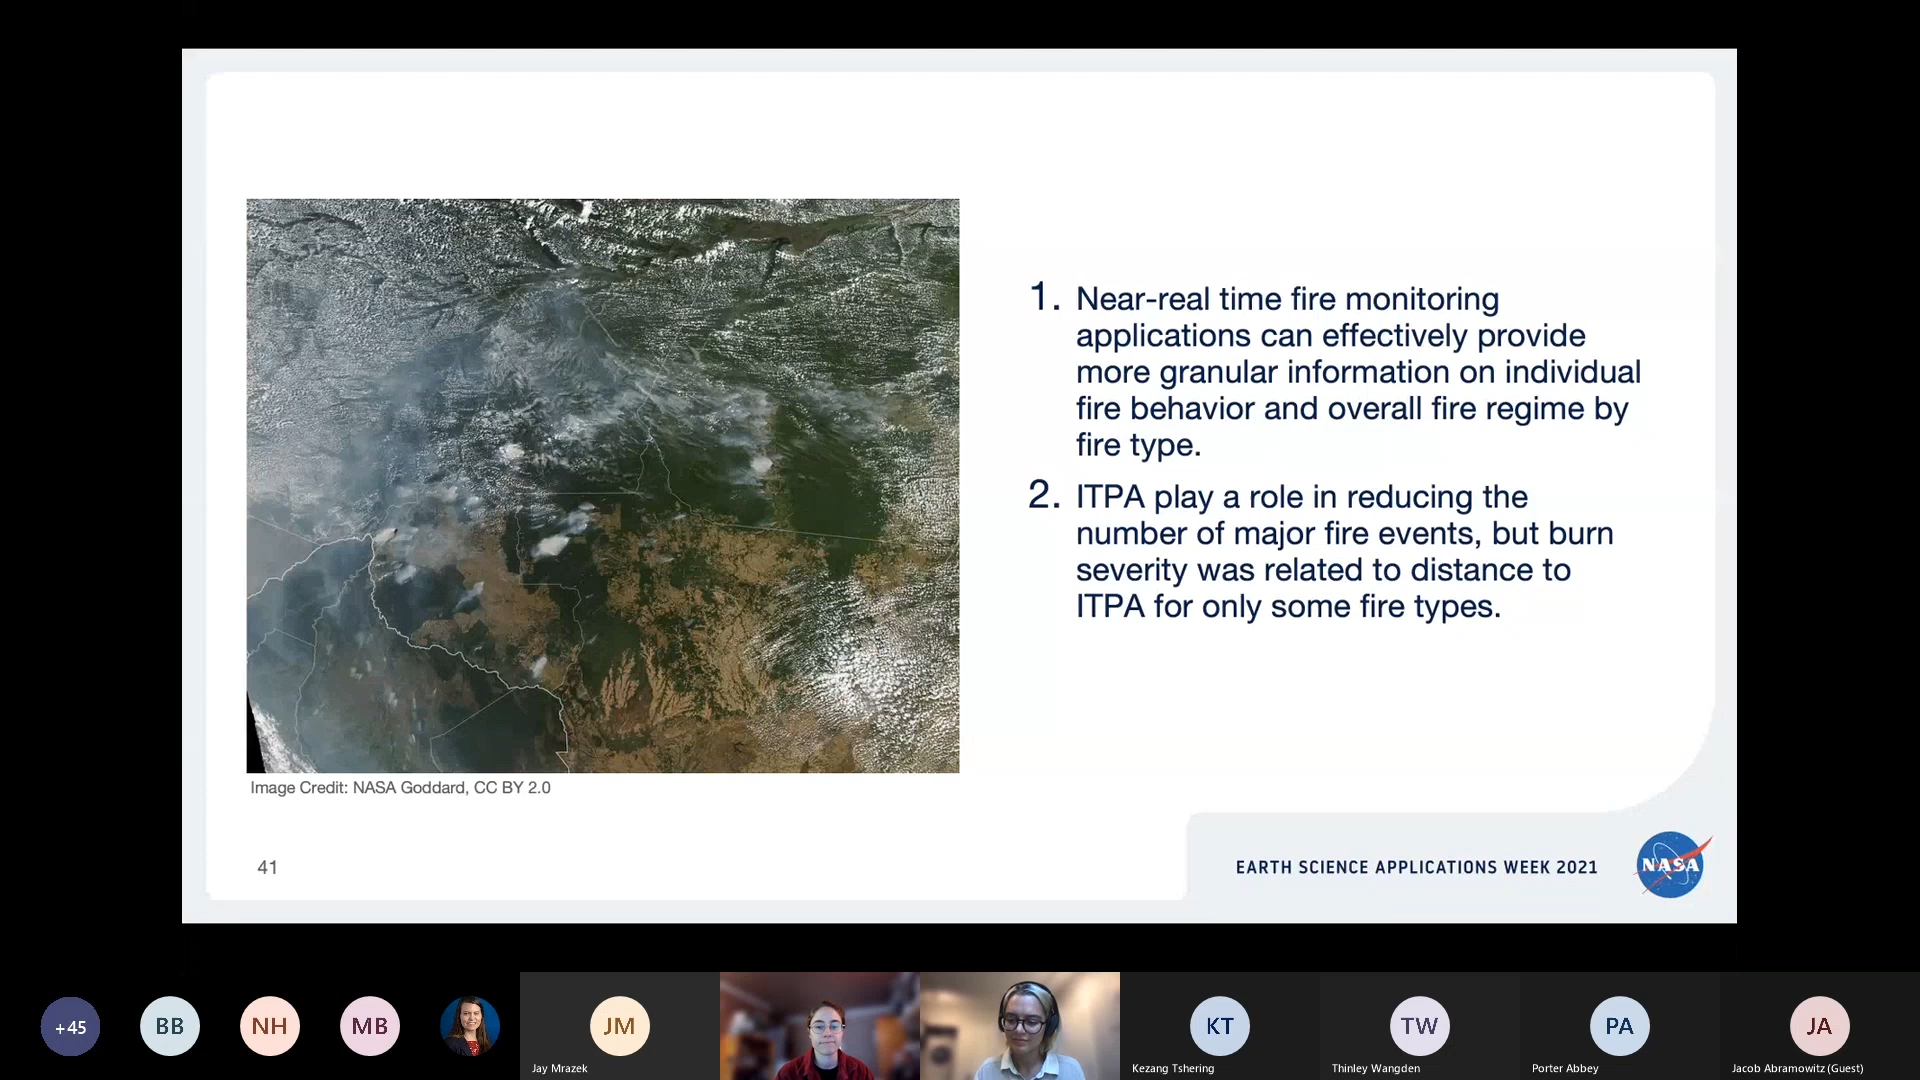 1. Near-real time fire monitoring
applications can effectively provide
more granular information on individual
fire behavior and overall fire regime by
fire type.
2. ITPA play a role in reducing the
number of major fire events, but burn
severity was related to distance to
ITPA for only some fire types.
Image Credit: NASA Goddard, CC BY 2.0
41
EARTH SCIENCE APPLICATIONS WEEK 2021
NASA
+45
BB
NH
MB
JM
KT
TW
PA
JA
Jay Mrazek
Kezang Tshering
Thinley Wangden
Porter Abbey
Jacob Abramowitz (Guest)